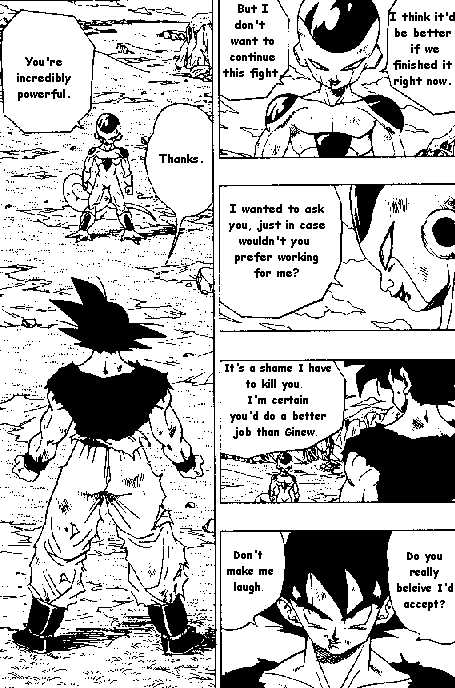 You're
incredibly
powerful.
Thanks.
But I
don't
want to
continue
this fight.
I think it'd
be better
if we
finished it
right now.
I wanted to ask
you, just in case
wouldn't you
prefer working
for me?
It's a shame I have
to kill you.
I'm certain
you'd do a better
job than Ginew.
Don't
make me
laugh.
Do you
really
beleive I'd
accept?